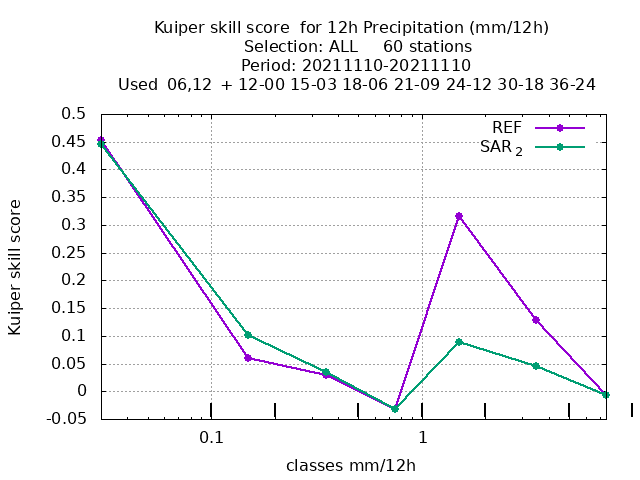 Kuiper skill score  for 12h Precipitation (mm/12h)
Selection: ALL     60 stations
Period: 20211110-20211110
Used  06,12  + 12-00 15-03 18-06 21-09 24-12 30-18 36-24
REF
SAR 2
0.5
0.45
0.4
0.35
0.3
0.25
0.2
0.15
0.1
0.05
0
-0.05
Kuiper skill score
0.1
1
classes mm/12h